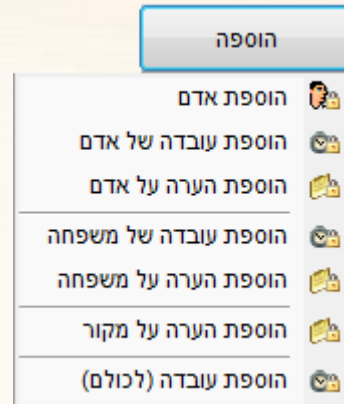 הוספה
הוספת אדם
הוספת עובדה של אדם
הוספת הערה על אדם
הוספת עובדה של משפחה
הוספת הערה על משפחה
הוספת הערה על מקור
הוספת עובדה (לכולם)